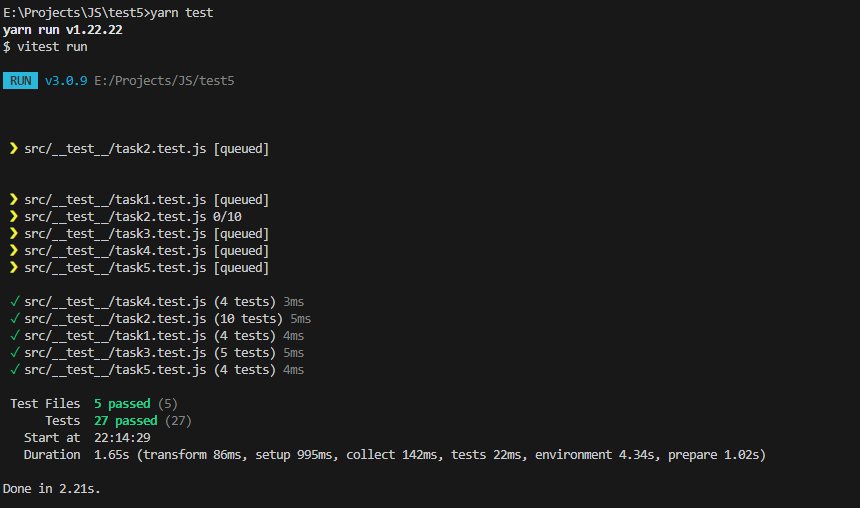 E:\Projects\JS\test5>yarn test
yarn run v1.22.22
$ vitest run
RUN v3.0.9 E:/Projects/JS/test5
❯ src/__test__/task2.test.js [queued]
❯ src/__test__/task1.test.js [queued]
❯ src/__test__/task2.test.js 0/10
❯ src/__test__/task3.test.js [queued]
❯ src/__test__/task4.test.js [queued]
❯ src/__test__/task5.test.js [queued]
✓ src/__test__/task4.test.js (4 tests) 3ms
✓ src/__test__/task2.test.js (10 tests) 5ms
✓ src/__test__/task1.test.js (4 tests) 4ms
✓ src/__test__/task3.test.js (5 tests) 5ms
✓ src/__test__/task5.test.js (4 tests) 4ms
Test Files 5 passed (5)
Tests 27 passed (27)
Start at 22:14:29
Duration 1.65s (transform 86ms, setup 995ms, collect 142ms, tests 22ms, environment 4.34s, prepare 1.02s)
Done in 2.21s.